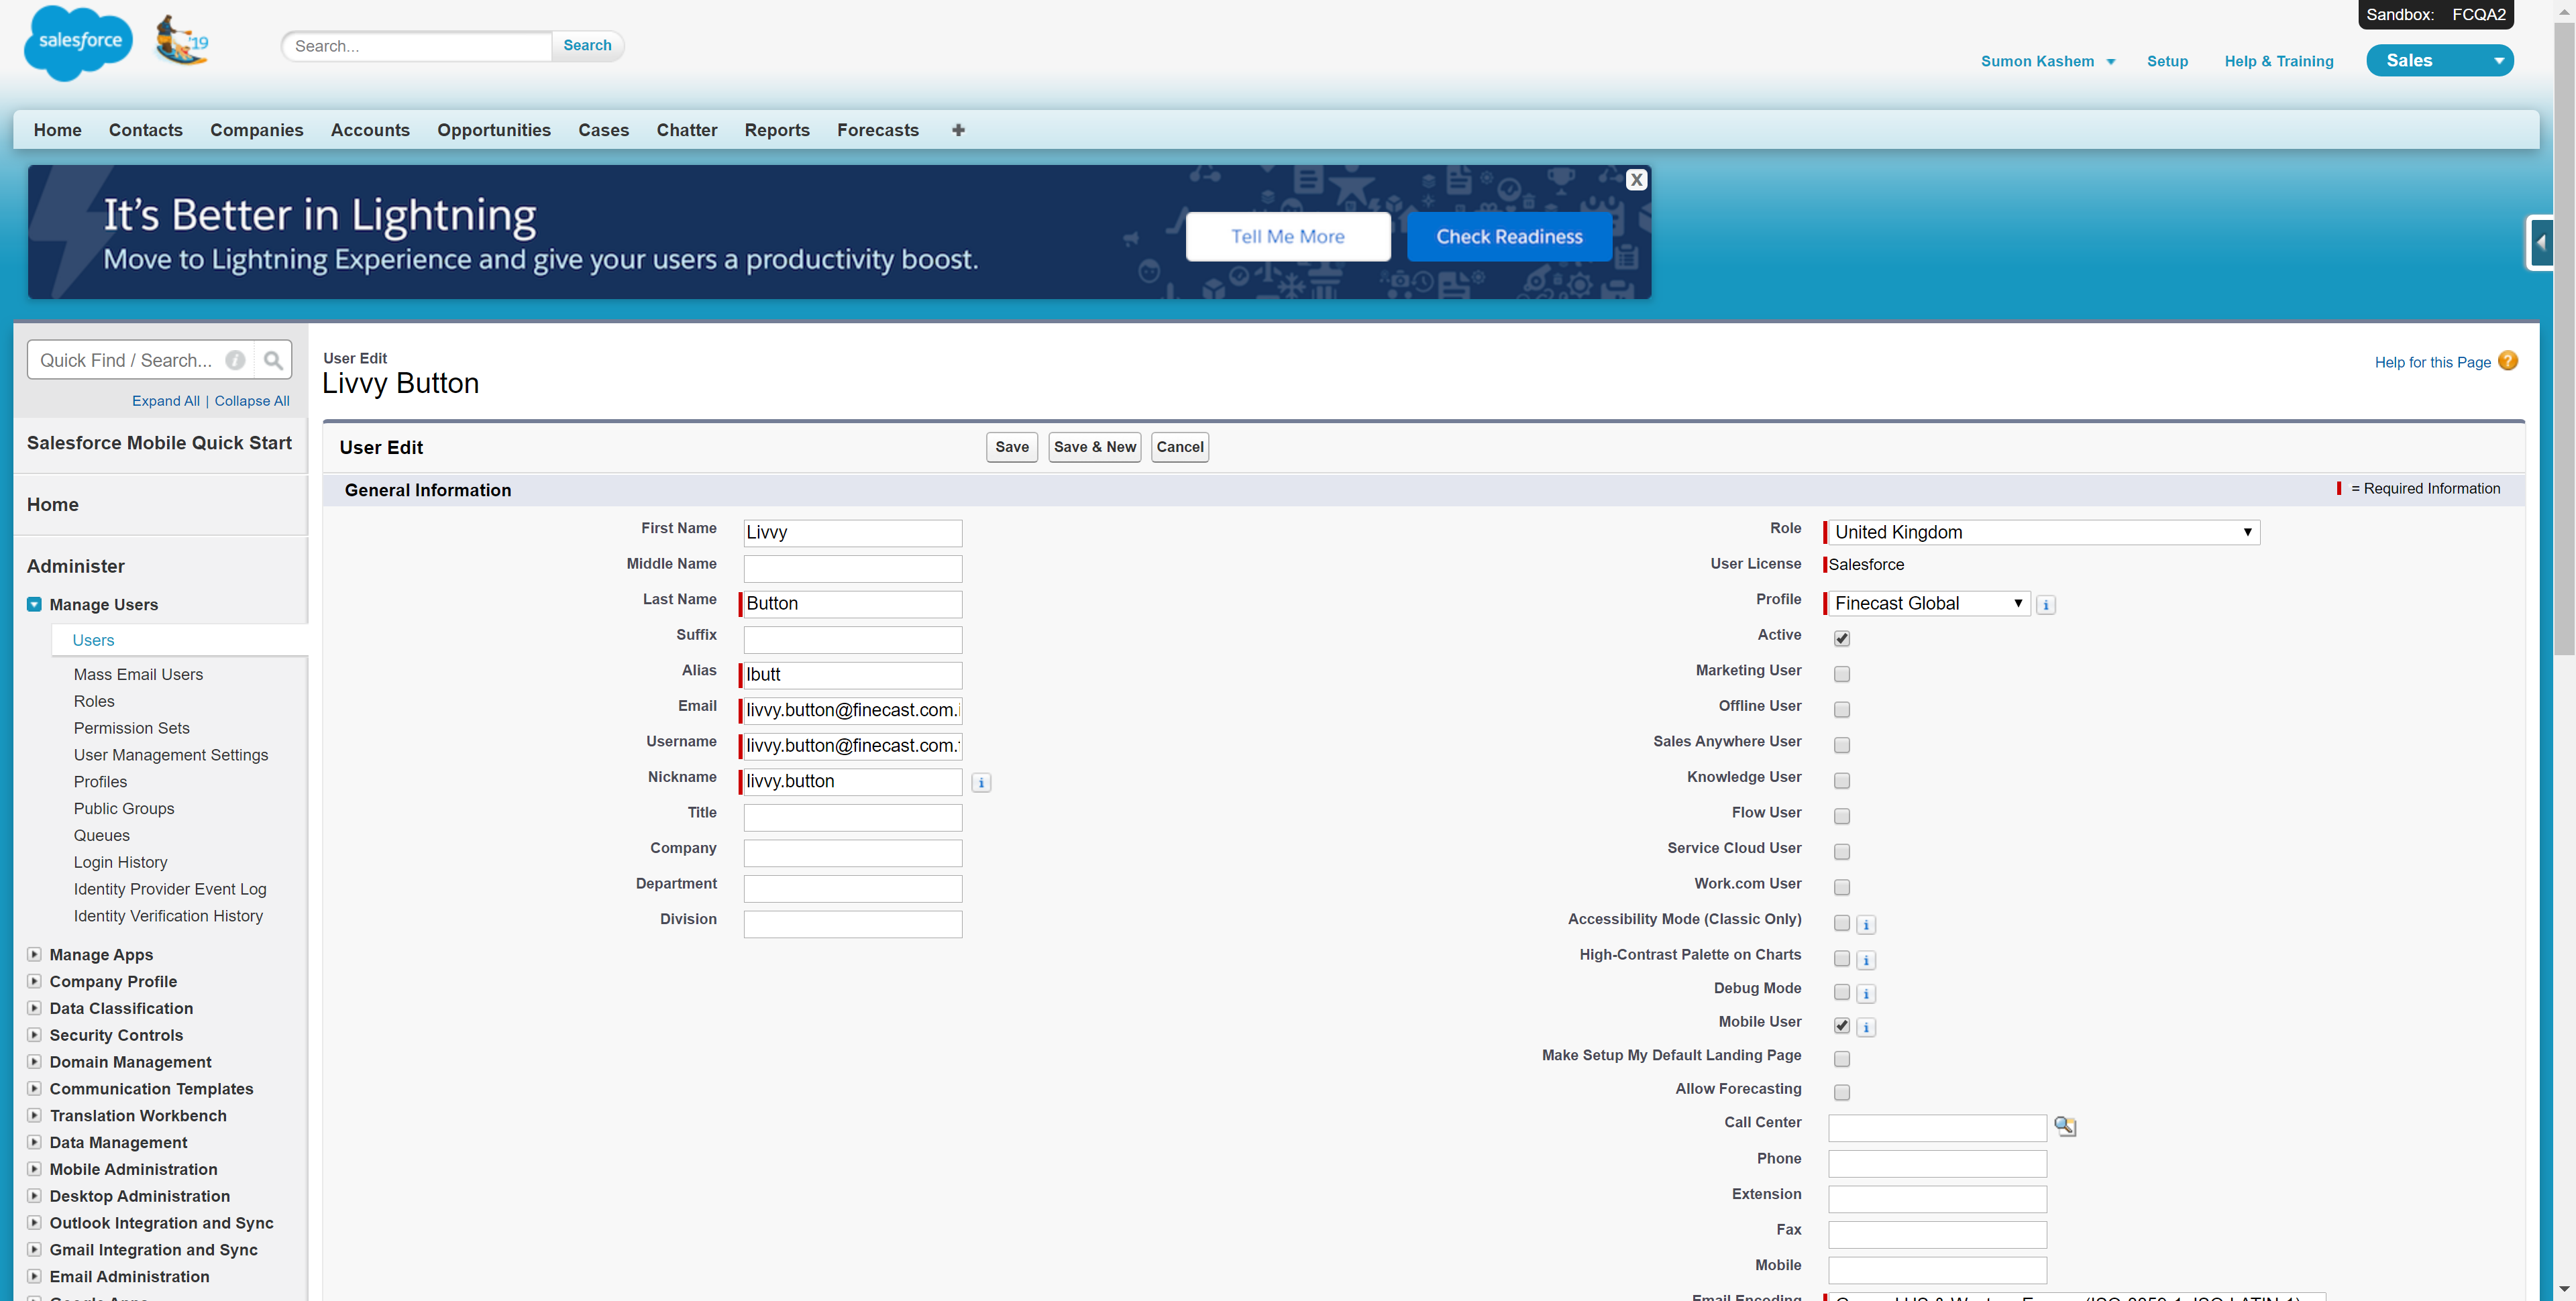 Sandbox: FCQA2
salesforce
'19
Search...
Search
Sumon Kashem
Setup
Help & Training
Sales
Home Contacts Companies Accounts Opportunities Cases Chatter Reports Forecasts
It's Better in Lightning
Move to Lightning Experience and give your users a productivity boost.
Tell Me More
Check Readiness
X
Quick Find / Search...
Expand All | Collapse All
Salesforce Mobile Quick Start
Home
Administer
Manage Users
Users
Mass Email Users
Roles
Permission Sets
User Management Settings
Profiles
Public Groups
Queues
Login History
Identity Provider Event Log
Identity Verification History
Manage Apps
Company Profile
Data Classification
Security Controls
Domain Management
Communication Templates
Translation Workbench
Data Management
Mobile Administration
Desktop Administration
Outlook Integration and Sync
Gmail Integration and Sync
Email Administration
User Edit
Livvy Button
Help for this Page ?
User Edit
Save
Save & New
Cancel
General Information
= Required Information
First Name Livvy
Middle Name
Last Name Button
Suffix
Alias lbutt
Email livvy.button@finecast.com.
Username livvy.button@finecast.com.
Nickname livvy.button
Title
Company
Department
Division
Role United Kingdom
User License Salesforce
Profile Finecast Global
Active
Marketing User
Offline User
Sales Anywhere User
Knowledge User
Flow User
Service Cloud User
Work.com User
Accessibility Mode (Classic Only)
High-Contrast Palette on Charts
Debug Mode
Mobile User
Make Setup My Default Landing Page
Allow Forecasting
Call Center
Phone
Extension
Fax
Mobile
Email Encoding